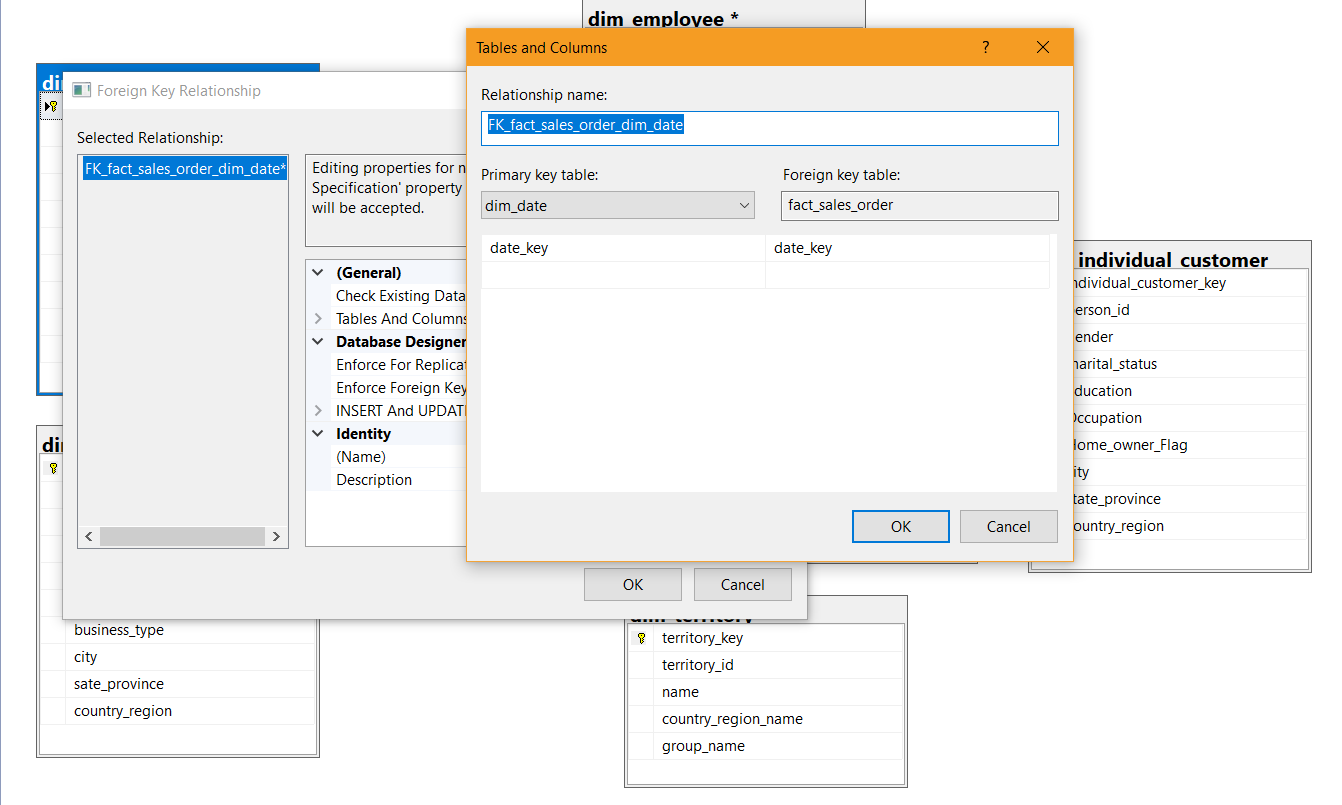 dim_employee *
Tables and Columns
?
Foreign Key Relationship
Relationship name:
FK_fact_sales_order_dim_date
Selected Relationship:
FK_fact_sales_order_dim_date*
Editing properties for n
Specification' property
will be accepted.
Primary key table:
Foreign key table:
dim_date
fact_sales_order
date_key
date_key
(General)
Check Existing Data
Tables And Columns
Database Designer
Enforce For Replicat
Enforce Foreign Key
INSERT And UPDAT
Identity
(Name)
Description
OK
Cancel
OK
Cancel
individual_customer
ndividual_customer_key
erson_id
ender
arital_status
ducation
Occupation
Home_owner_Flag
ity
tate_province
ountry_region
business_type
city
sate_province
country_region
dim_territory
territory_key
territory_id
name
country_region_name
group_name